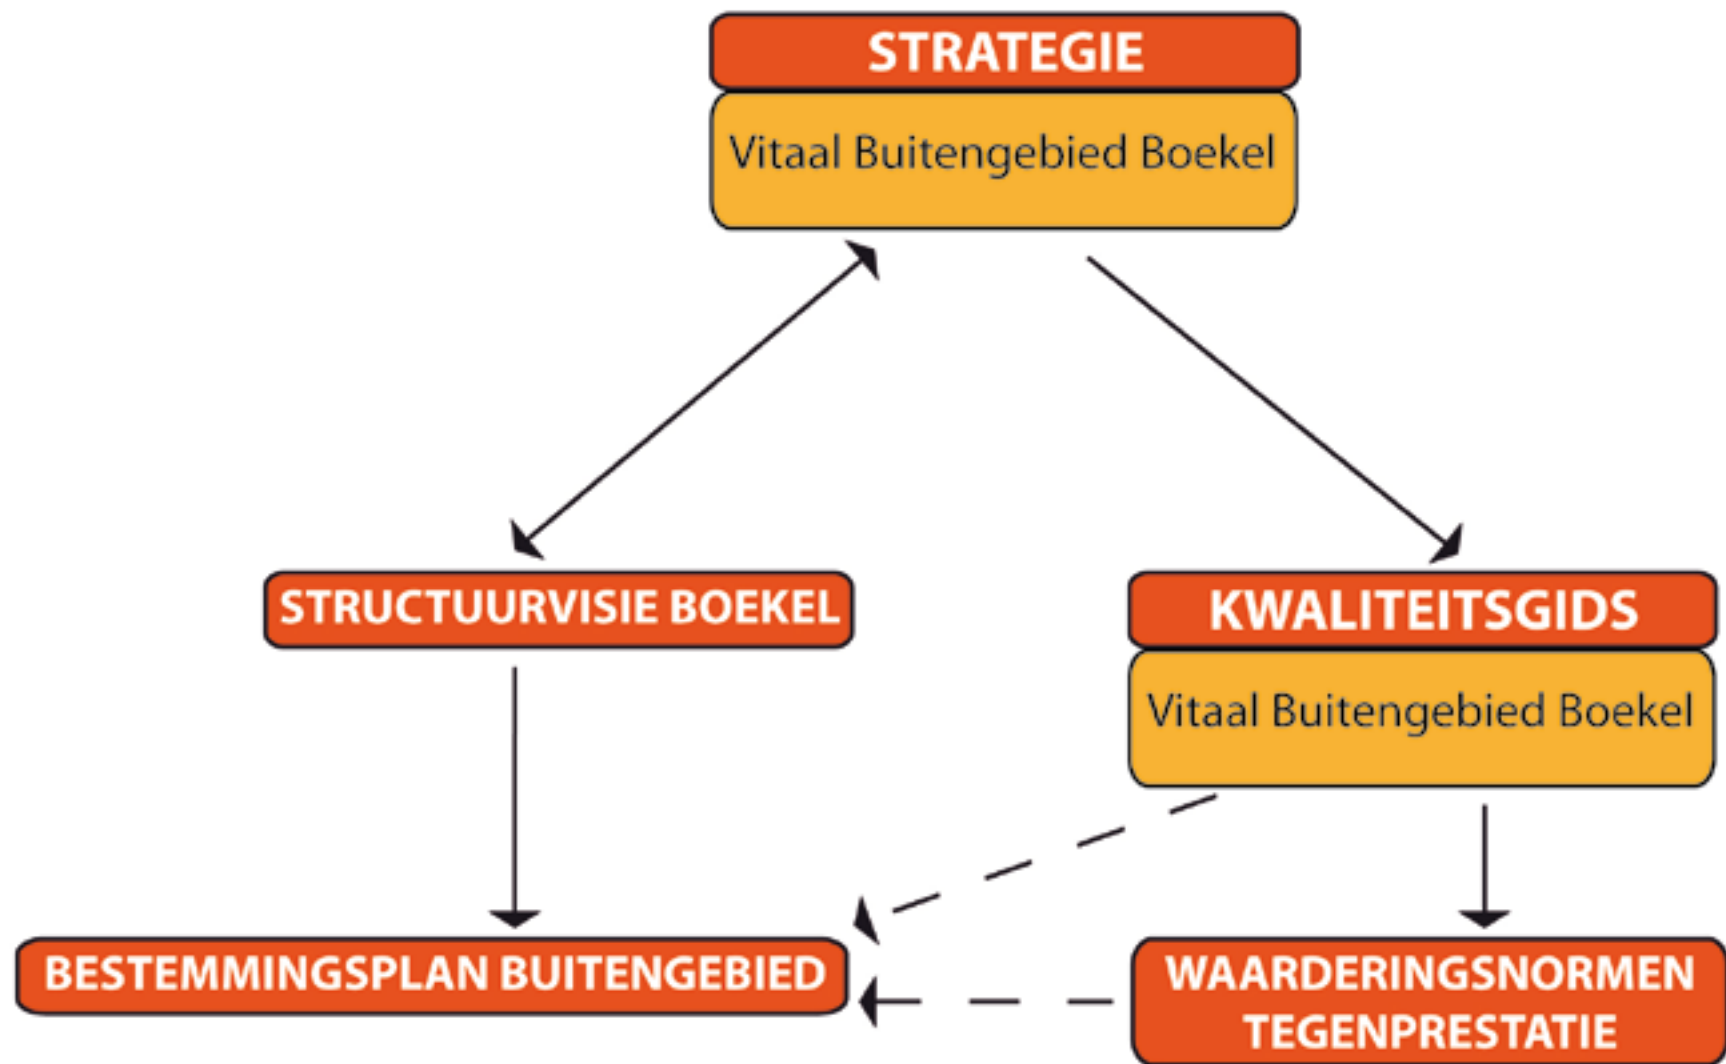 STRATEGIE
Vitaal Buitengebied Boekel
STRUCTUURVISIE BOEKEL
KWALITEITSGIDS
Vitaal Buitengebied Boekel
BESTEMMINGSPLAN BUITENGEBIED
WAARDERINGSNORMEN
TEGENPRESTATIE